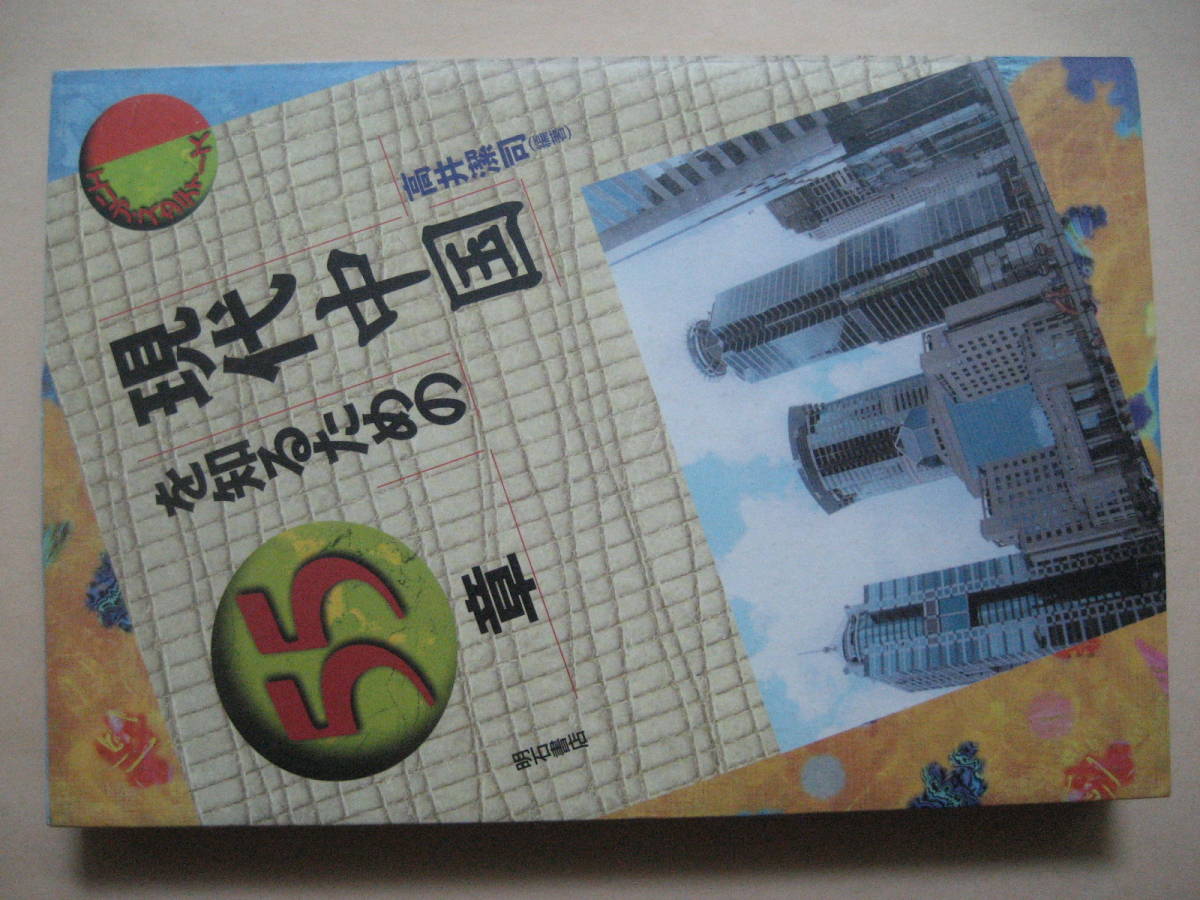 エリア・スタディーズ
現代中国
を知るための
55
章
高井潔司(編著)
明石書店